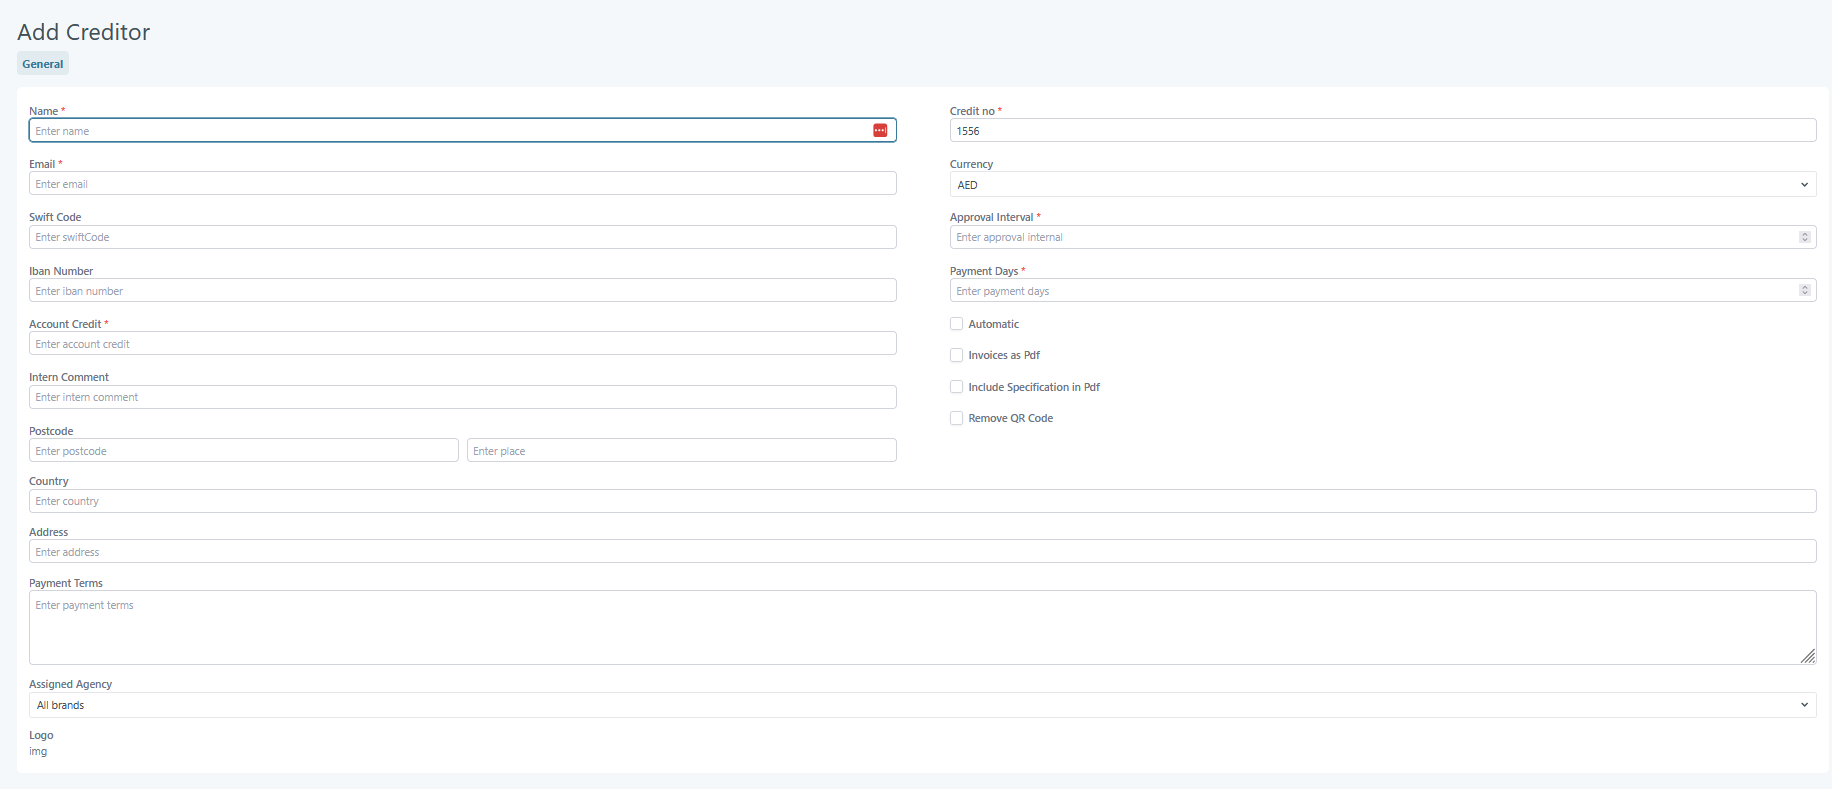 Add Creditor
General
Name *
Enter name
Email *
Enter email
Swift Code
Enter swiftCode
Iban Number
Enter iban number
Account Credit *
Enter account credit
Intern Comment
Enter intern comment
Postcode
Enter postcode
Enter place
Credit no *
1556
Currency
AED
Approval Interval *
Enter approval internal
Payment Days *
Enter payment days
Automatic
Invoices as Pdf
Include Specification in Pdf
Remove QR Code
Country
Enter country
Address
Enter address
Payment Terms
Enter payment terms
Assigned Agency
All brands
Logo
img